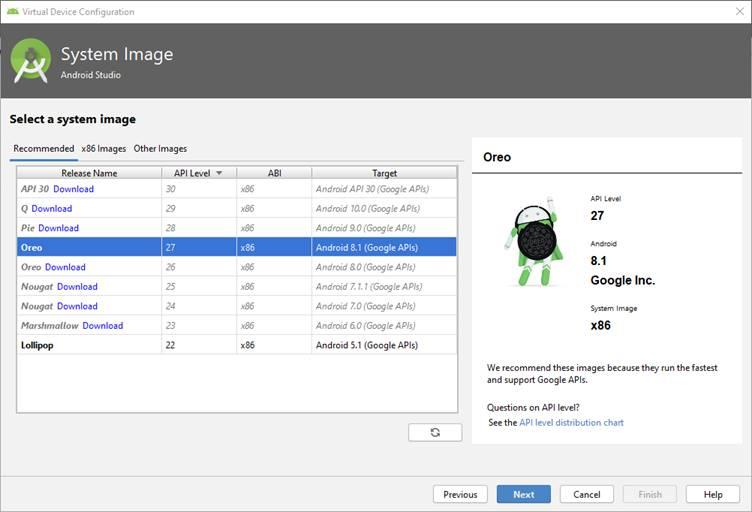 Virtual Device Configuration
System Image
Android Studio
Select a system image
Recommended x86 Images Other Images
Release Name API Level ABI Target
API 30 Download 30 x86 Android API 30 (Google APIs)
Q Download 29 x86 Android 10.0 (Google APIs)
Pie Download 28 x86 Android 9.0 (Google APIs)
Oreo 27 x86 Android 8.1 (Google APIs)
Oreo Download 26 x86 Android 8.0 (Google APIs)
Nougat Download 25 x86 Android 7.1.1 (Google APIs)
Nougat Download 24 x86 Android 7.0 (Google APIs)
Marshmallow Download 23 x86 Android 6.0 (Google APIs)
Lollipop 22 x86 Android 5.1 (Google APIs)
Oreo
API Level
27
Android
8.1
Google Inc.
System Image
x86
We recommend these images because they run the fastest
and support Google APIs.
Questions on API level?
See the API level distribution chart
Previous Next Cancel Finish Help